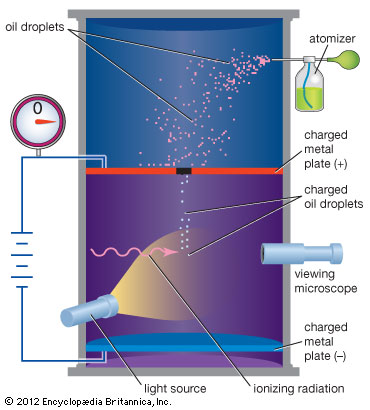 oil droplets
atomizer
0
charged
metal
plate (+)
charged
oil droplets
viewing
microscope
charged
metal
plate (–)
light source
ionizing radiation
© 2012 Encyclopædia Britannica, Inc.